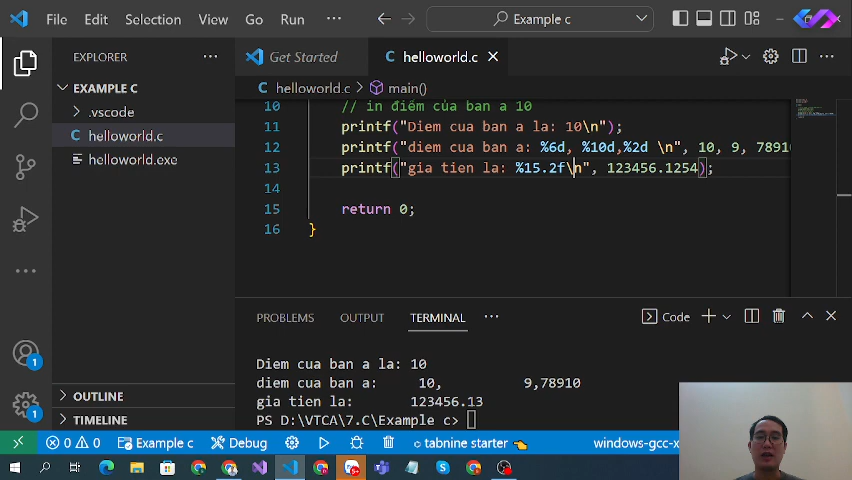 File Edit Selection View Go Run ··· Example c
EXPLORER ··· Get Started C helloworld.c
EXAMPLE C
.vscode
C helloworld.c
helloworld.exe
C helloworld.c > main()
10 // in điểm của ban a 10
11 printf("Diem cua ban a la: 10\n");
12 printf("diem cua ban a: %6d, %10d,%2d \n", 10, 9, 78910
13 printf("gia tien la: %15.2f\n", 123456.1254);
15 return 0;
16 }
PROBLEMS OUTPUT TERMINAL ··· Code
Diem cua ban a la: 10
diem cua ban a:     10,          9,78910
gia tien la:       123456.13
PS D:\VTCA\7.C\Example c>
1
1
OUTLINE
TIMELINE
0 0 Example c Debug tabnine starter windows-gcc-x
5+